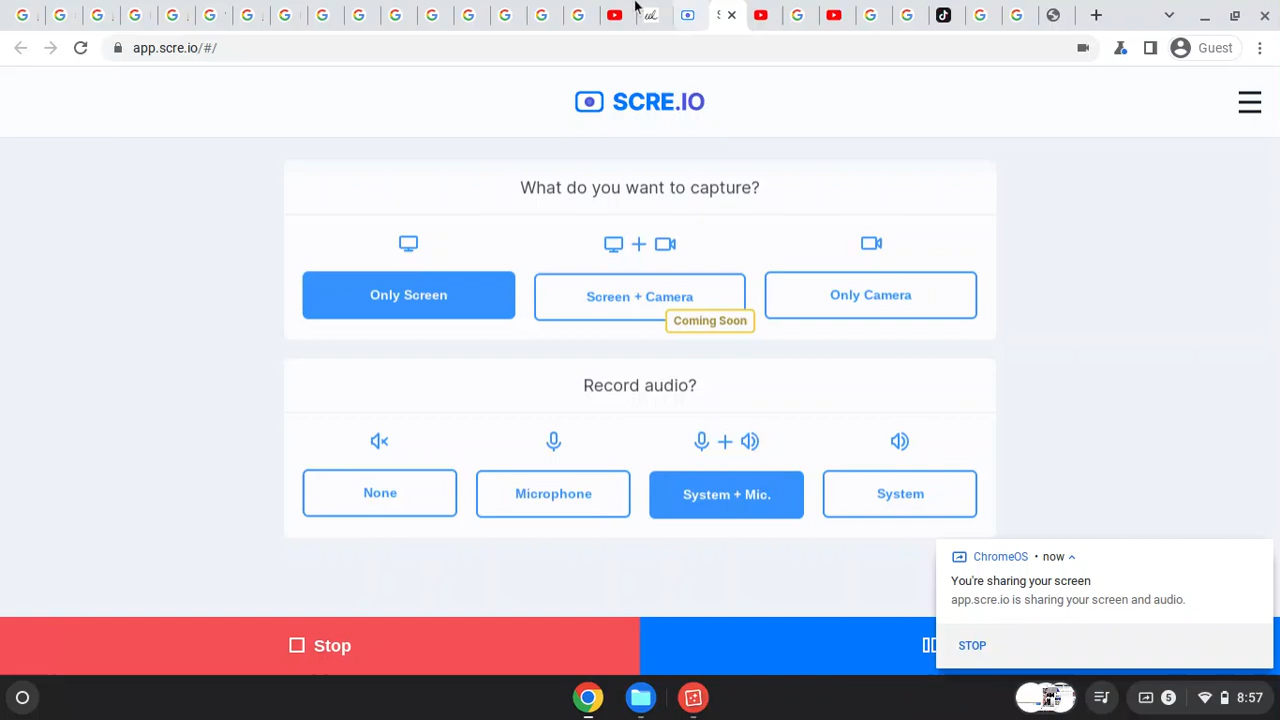 S
app.scre.io/#/
Guest
SCRE.IO
What do you want to capture?
Only Screen
Screen + Camera
Only Camera
Coming Soon
Record audio?
None
Microphone
System + Mic.
System
ChromeOS • now
You're sharing your screen
app.scre.io is sharing your screen and audio.
STOP
Stop
5
8:57